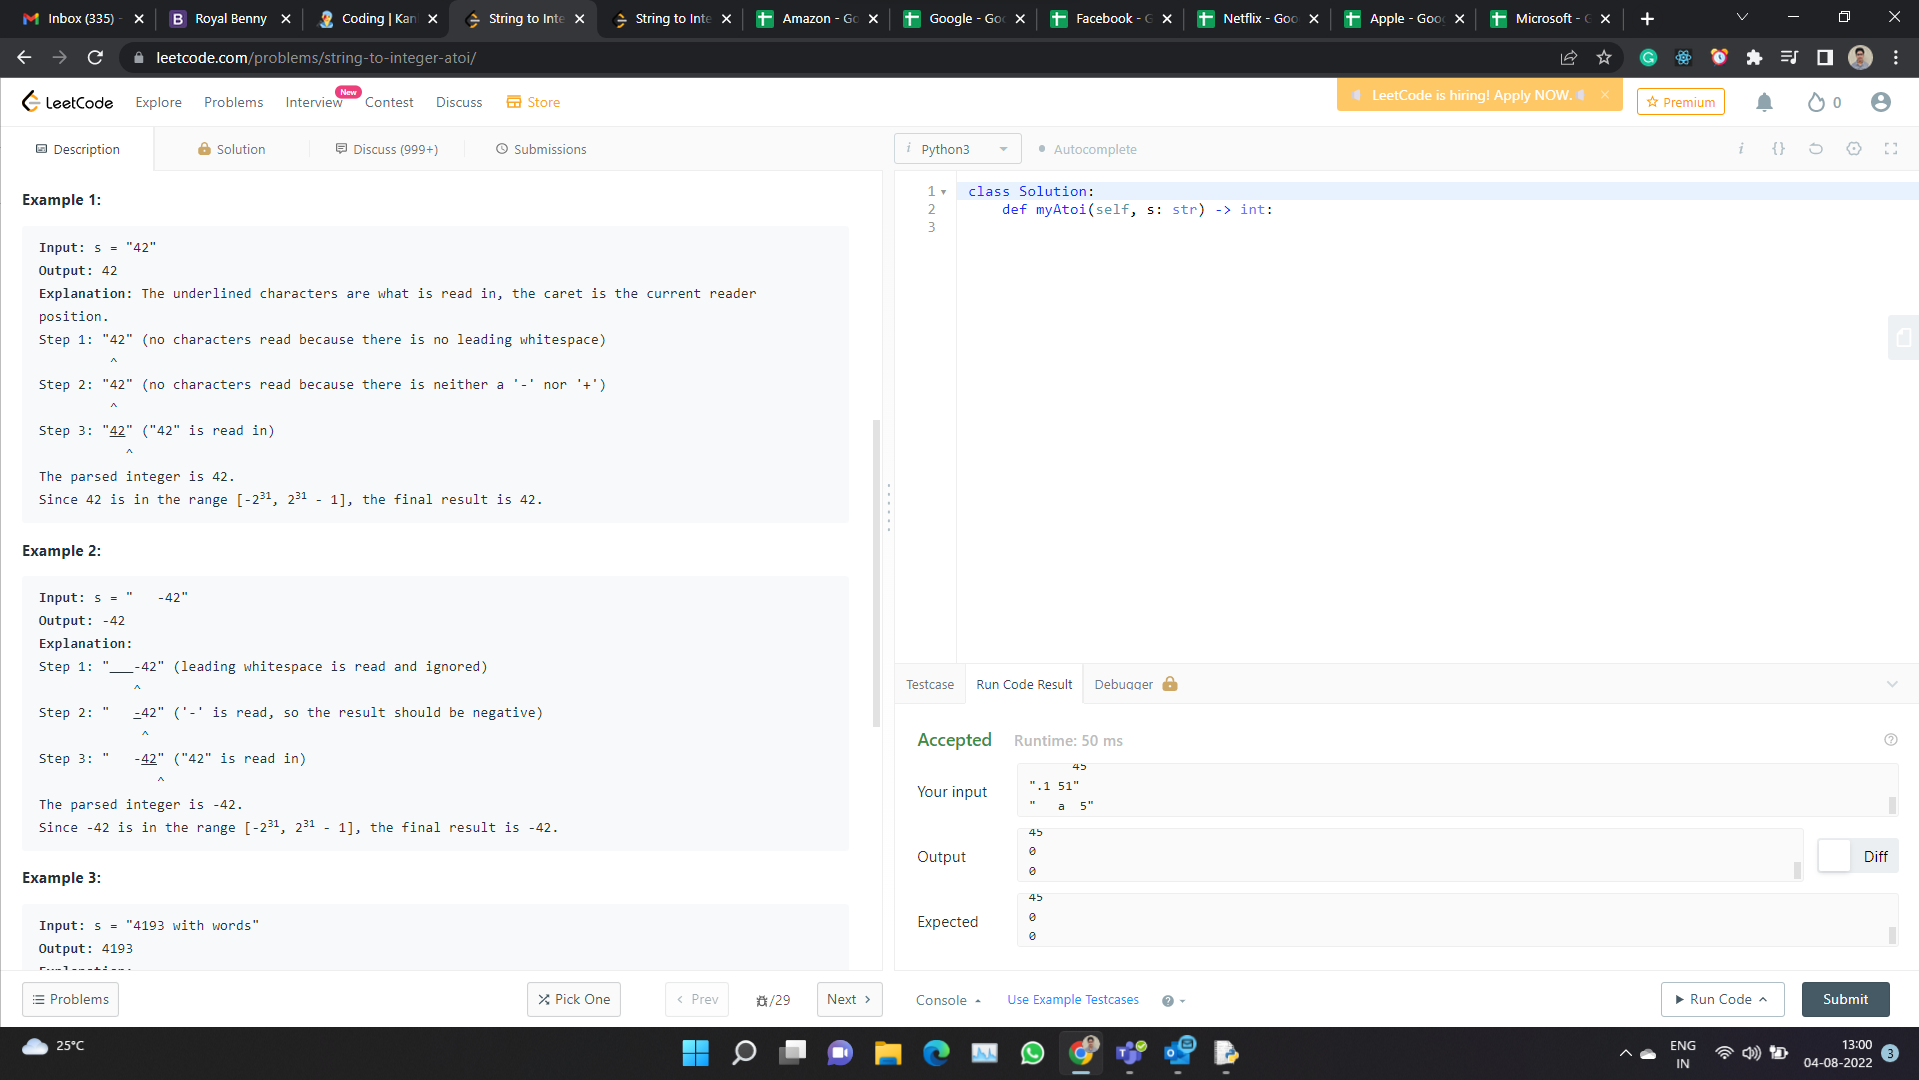 Inbox (335) -
Royal Benny
Coding | Kan
String to Inte
String to Inte
Amazon - Go
Google - Goo
Facebook - G
Netflix - Goo
Apple - Goog
Microsoft - G
leetcode.com/problems/string-to-integer-atoi/
LeetCode
Explore
Problems
Interview
New
Contest
Discuss
Store
LeetCode is hiring! Apply NOW.
Premium
0
Description
Solution
Discuss (999+)
Submissions
i Python3
Autocomplete
i {}
Example 1:
Input: s = "42"
Output: 42
Explanation: The underlined characters are what is read in, the caret is the current reader
position.
Step 1: "42" (no characters read because there is no leading whitespace)
^
Step 2: "42" (no characters read because there is neither a '-' nor '+')
^
Step 3: "42" ("42" is read in)
^
The parsed integer is 42.
Since 42 is in the range [-2³¹, 2³¹ - 1], the final result is 42.
Example 2:
Input: s = "   -42"
Output: -42
Explanation:
Step 1: "___-42" (leading whitespace is read and ignored)
^
Step 2: "   -42" ('-' is read, so the result should be negative)
^
Step 3: "   -42" ("42" is read in)
^
The parsed integer is -42.
Since -42 is in the range [-2³¹, 2³¹ - 1], the final result is -42.
Example 3:
Input: s = "4193 with words"
Output: 4193
Explanation:
1 class Solution:
2     def myAtoi(self, s: str) -> int:
3
Testcase
Run Code Result
Debugger
Accepted
Runtime: 50 ms
Your input
45
".1 51"
"   a  5"
Output
45
0
0
Diff
Expected
45
0
0
Problems
Pick One
< Prev
/29
Next >
Console
Use Example Testcases
Run Code
Submit
25°C
ENG
IN
13:00
04-08-2022
3